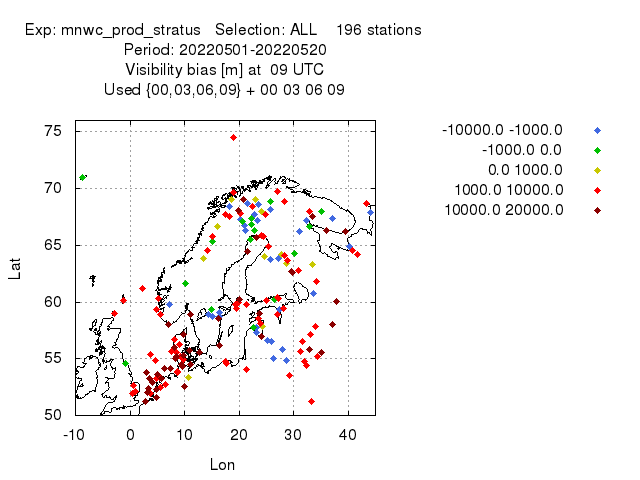 Exp: mnwc_prod_stratus   Selection: ALL    196 stations
Period: 20220501-20220520
Visibility bias [m] at  09 UTC
Used {00,03,06,09} + 00 03 06 09
-10000.0 -1000.0
-1000.0 0.0
0.0 1000.0
1000.0 10000.0
10000.0 20000.0
75
70
65
60
55
50
Lat
-10 0 10 20 30 40
Lon